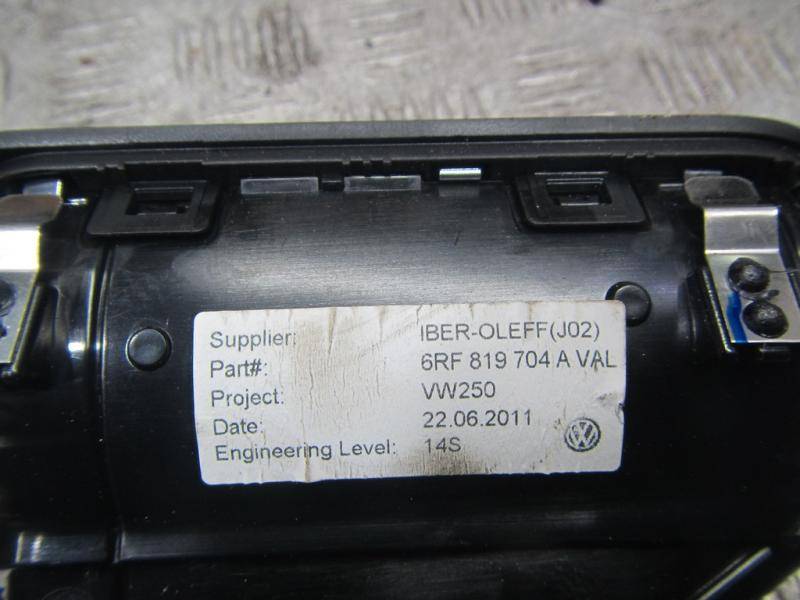 Supplier: IBER-OLEFF(J02)
Part#: 6RF 819 704 A VAL
Project: VW250
Date: 22.06.2011
Engineering Level: 14S